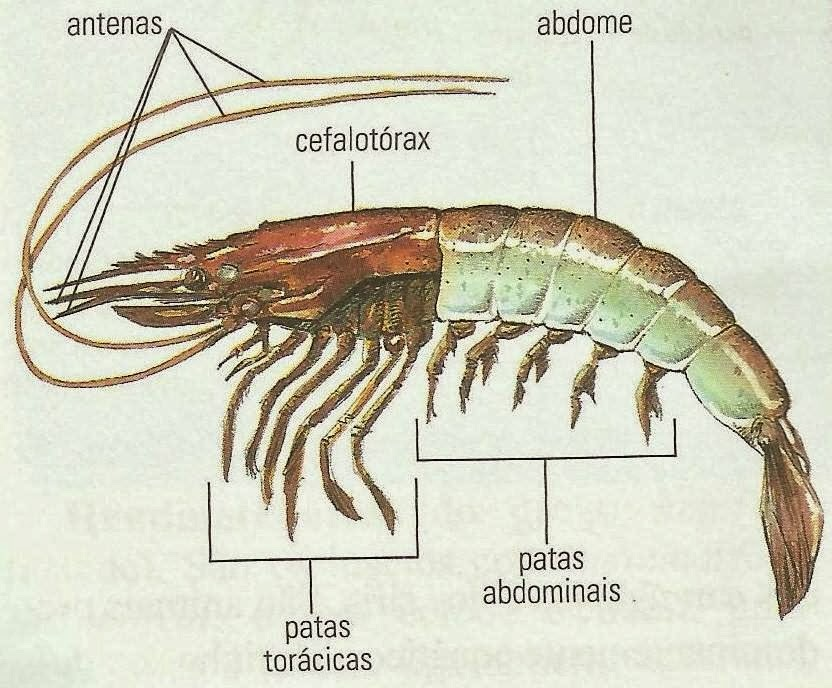 antenas
abdome
cefalotórax
patas
abdominais
patas
torácicas